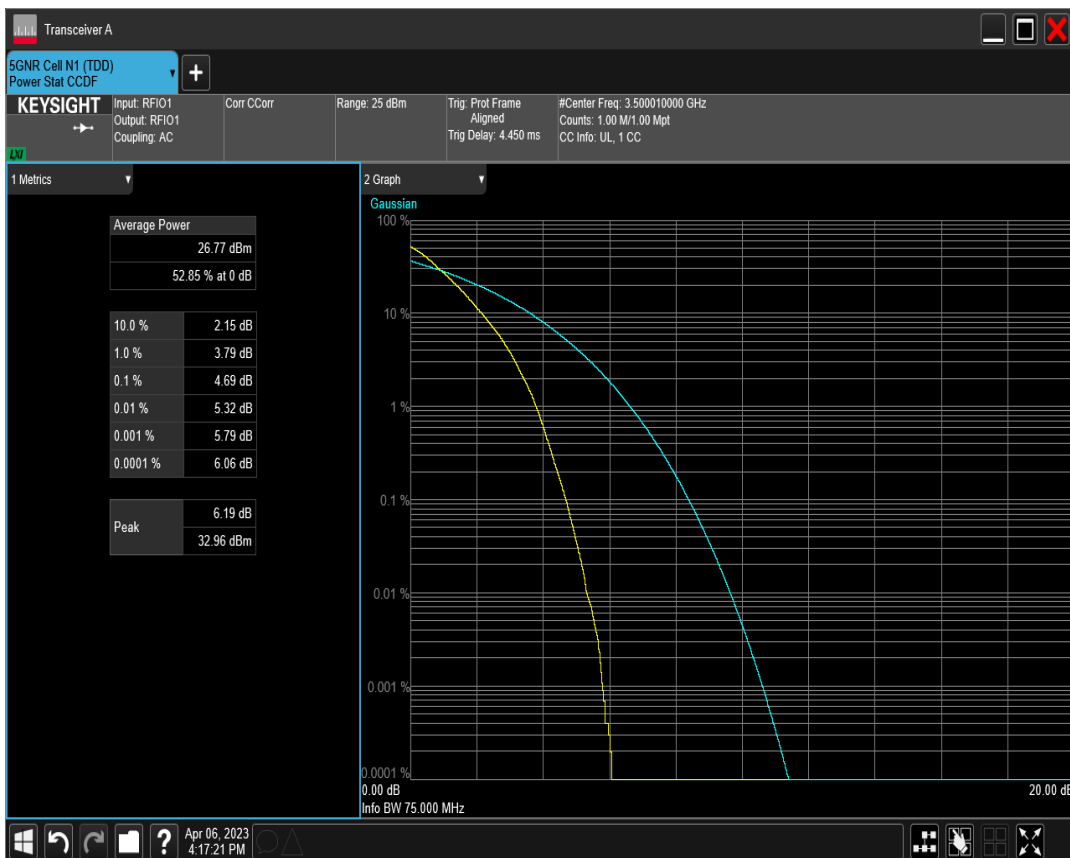 Transceiver A
5GNR Cell N1 (TDD)
Power Stat CCDF
KEYSIGHT
LXI
Input: RFIO1
Output: RFIO1
Coupling: AC
Corr CCorr
Range: 25 dBm
Trig: Prot Frame
Aligned
Trig Delay: 4.450 ms
#Center Freq: 3.500010000 GHz
Counts: 1.00 M/1.00 Mpt
CC Info: UL, 1 CC
1 Metrics
Average Power
26.77 dBm
52.85 % at 0 dB
10.0 % 2.15 dB
1.0 % 3.79 dB
0.1 % 4.69 dB
0.01 % 5.32 dB
0.001 % 5.79 dB
0.0001 % 6.06 dB
Peak 6.19 dB
32.96 dBm
2 Graph
Gaussian
100 %
10 %
1 %
0.1 %
0.01 %
0.001 %
0.0001 %
0.00 dB 20.00 dB
Info BW 75.000 MHz
Apr 06, 2023
4:17:21 PM